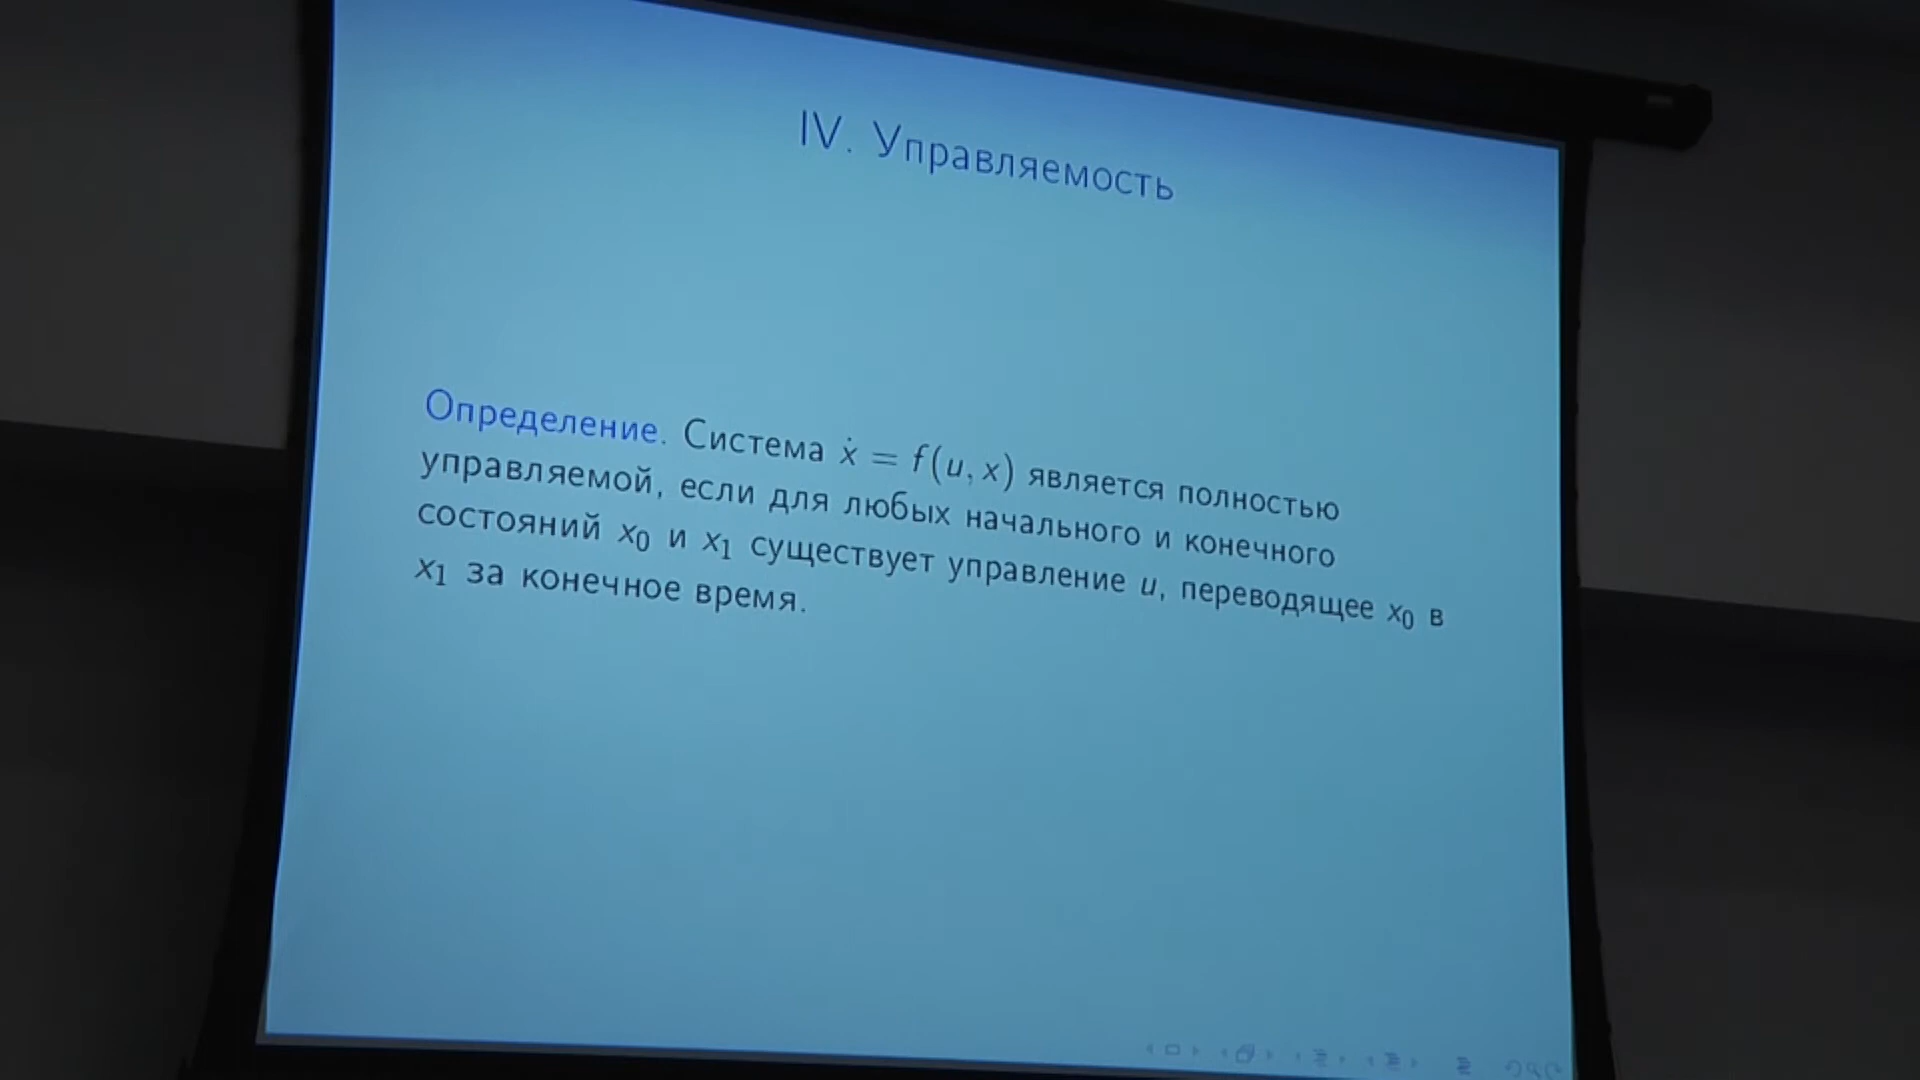 IV. Управляемость
Определение. Система ẋ = f(u, x) является полностью
управляемой, если для любых начального и конечного
состояний x₀ и x₁ существует управление u, переводящее x₀ в
x₁ за конечное время.